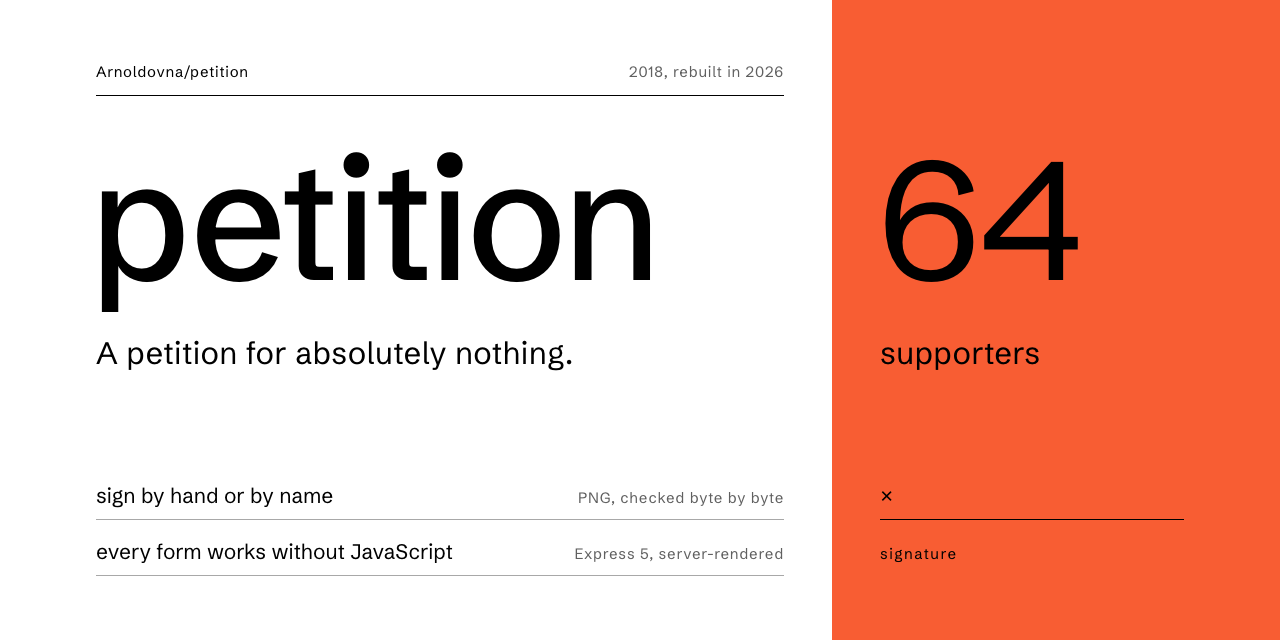 Arnoldovna/petition
2018, rebuilt in 2026
petition
A petition for absolutely nothing.
sign by hand or by name
PNG, checked byte by byte
every form works without JavaScript
Express 5, server-rendered
64
supporters
×
signature